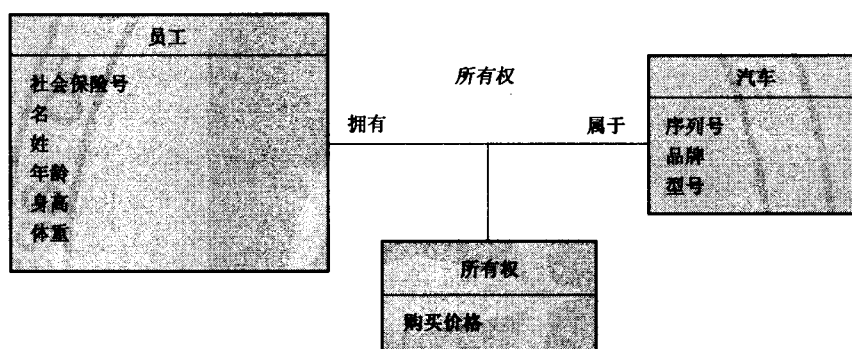 员工
社会保险号
名
姓
年龄
身高
体重
所有权
拥有
属于
汽车
序列号
品牌
型号
所有权
购买价格